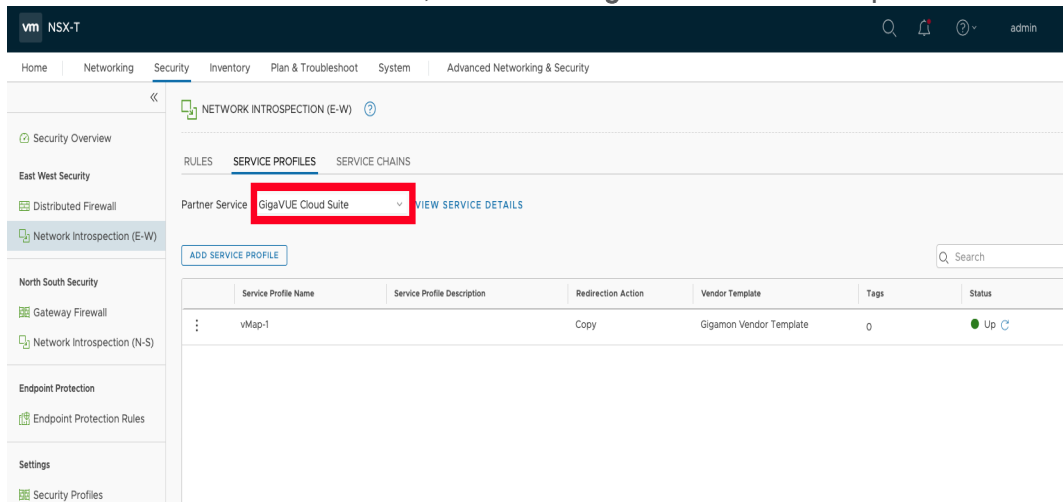 vm NSX-T admin
Home Networking Security Inventory Plan & Troubleshoot System Advanced Networking & Security
NETWORK INTROSPECTION (E-W)
Security Overview
RULES SERVICE PROFILES SERVICE CHAINS
East West Security
Distributed Firewall
Partner Service GigaVUE Cloud Suite VIEW SERVICE DETAILS
Network Introspection (E-W)
ADD SERVICE PROFILE Search
North South Security
Service Profile Name Service Profile Description Redirection Action Vendor Template Tags Status
Gateway Firewall
vMap-1 Copy Gigamon Vendor Template 0 Up
Network Introspection (N-S)
Endpoint Protection
Endpoint Protection Rules
Settings
Security Profiles